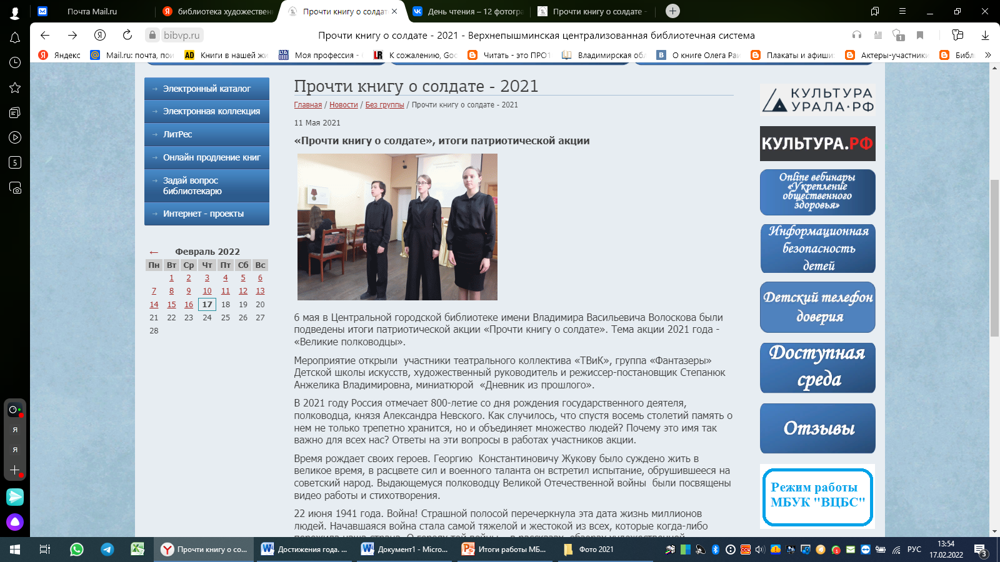 Почта Mail.ru
библиотека художествен
Прочти книгу о солдат
День чтения – 12 фотогра
Прочти книгу о солдате -
bibvp.ru
Прочти книгу о солдате - 2021 - Верхнепышминская централизованная библиотечная система
1
Яндекс
Mail.ru: почта, пои
Книги в нашей жи
Моя профессия -
К сожалению, Goc
Читать - это ПРО
Владимирская об
О книге Олега Раи
Плакаты и афиши
Актеры-участник
Библ
5
Электронный каталог
Электронная коллекция
ЛитРес
Онлайн продление книг
Задай вопрос
библиотекарю
Интернет - проекты
← Февраль 2022
Пн Вт Ср Чт Пт Сб Вс
1 2 3 4 5 6
7 8 9 10 11 12 13
14 15 16 17 18 19 20
21 22 23 24 25 26 27
28
Прочти книгу о солдате - 2021
Главная / Новости / Без группы / Прочти книгу о солдате - 2021
11 Мая 2021
«Прочти книгу о солдате», итоги патриотической акции
6 мая в Центральной городской библиотеке имени Владимира Васильевича Волоскова были
подведены итоги патриотической акции «Прочти книгу о солдате». Тема акции 2021 года -
«Великие полководцы».
Мероприятие открыли участники театрального коллектива «ТВиК», группа «Фантазеры»
Детской школы искусств, художественный руководитель и режиссер-постановщик Степанюк
Анжелика Владимировна, миниатюрой «Дневник из прошлого».
В 2021 году Россия отмечает 800-летие со дня рождения государственного деятеля,
полководца, князя Александра Невского. Как случилось, что спустя восемь столетий память о
нем не только трепетно хранится, но и объединяет множество людей? Почему это имя так
важно для всех нас? Ответы на эти вопросы в работах участников акции.
Время рождает своих героев. Георгию Константиновичу Жукову было суждено жить в
великое время, в расцвете сил и военного таланта он встретил испытание, обрушившееся на
советский народ. Выдающемуся полководцу Великой Отечественной войны были посвящены
видео работы и стихотворения.
22 июня 1941 года. Война! Страшной полосой перечеркнула эта дата жизнь миллионов
людей. Начавшаяся война стала самой тяжелой и жестокой из всех, которые когда-либо
КУЛЬТУРА
УРАЛА.РФ
КУЛЬТУРА.РФ
Online вебинары
«Укрепление
общественного
здоровья»
Информационная
безопасность
детей
Детский телефон
доверия
Доступная
среда
Отзывы
Режим работы
МБУК "ВЦБС"
Я
Я
Прочти книгу о со...
Достижения года. ...
Документ1 - Micro...
Итоги работы МБ...
Фото 2021
РУС
13:54
17.02.2022
3